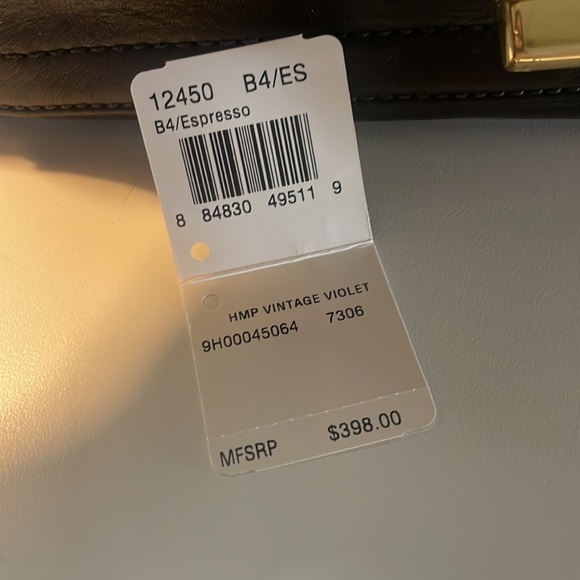 12450 B4/ES
B4/Espresso
8 84830 49511 9
HMP VINTAGE VIOLET
9H00045064 7306
MFSRP $398.00